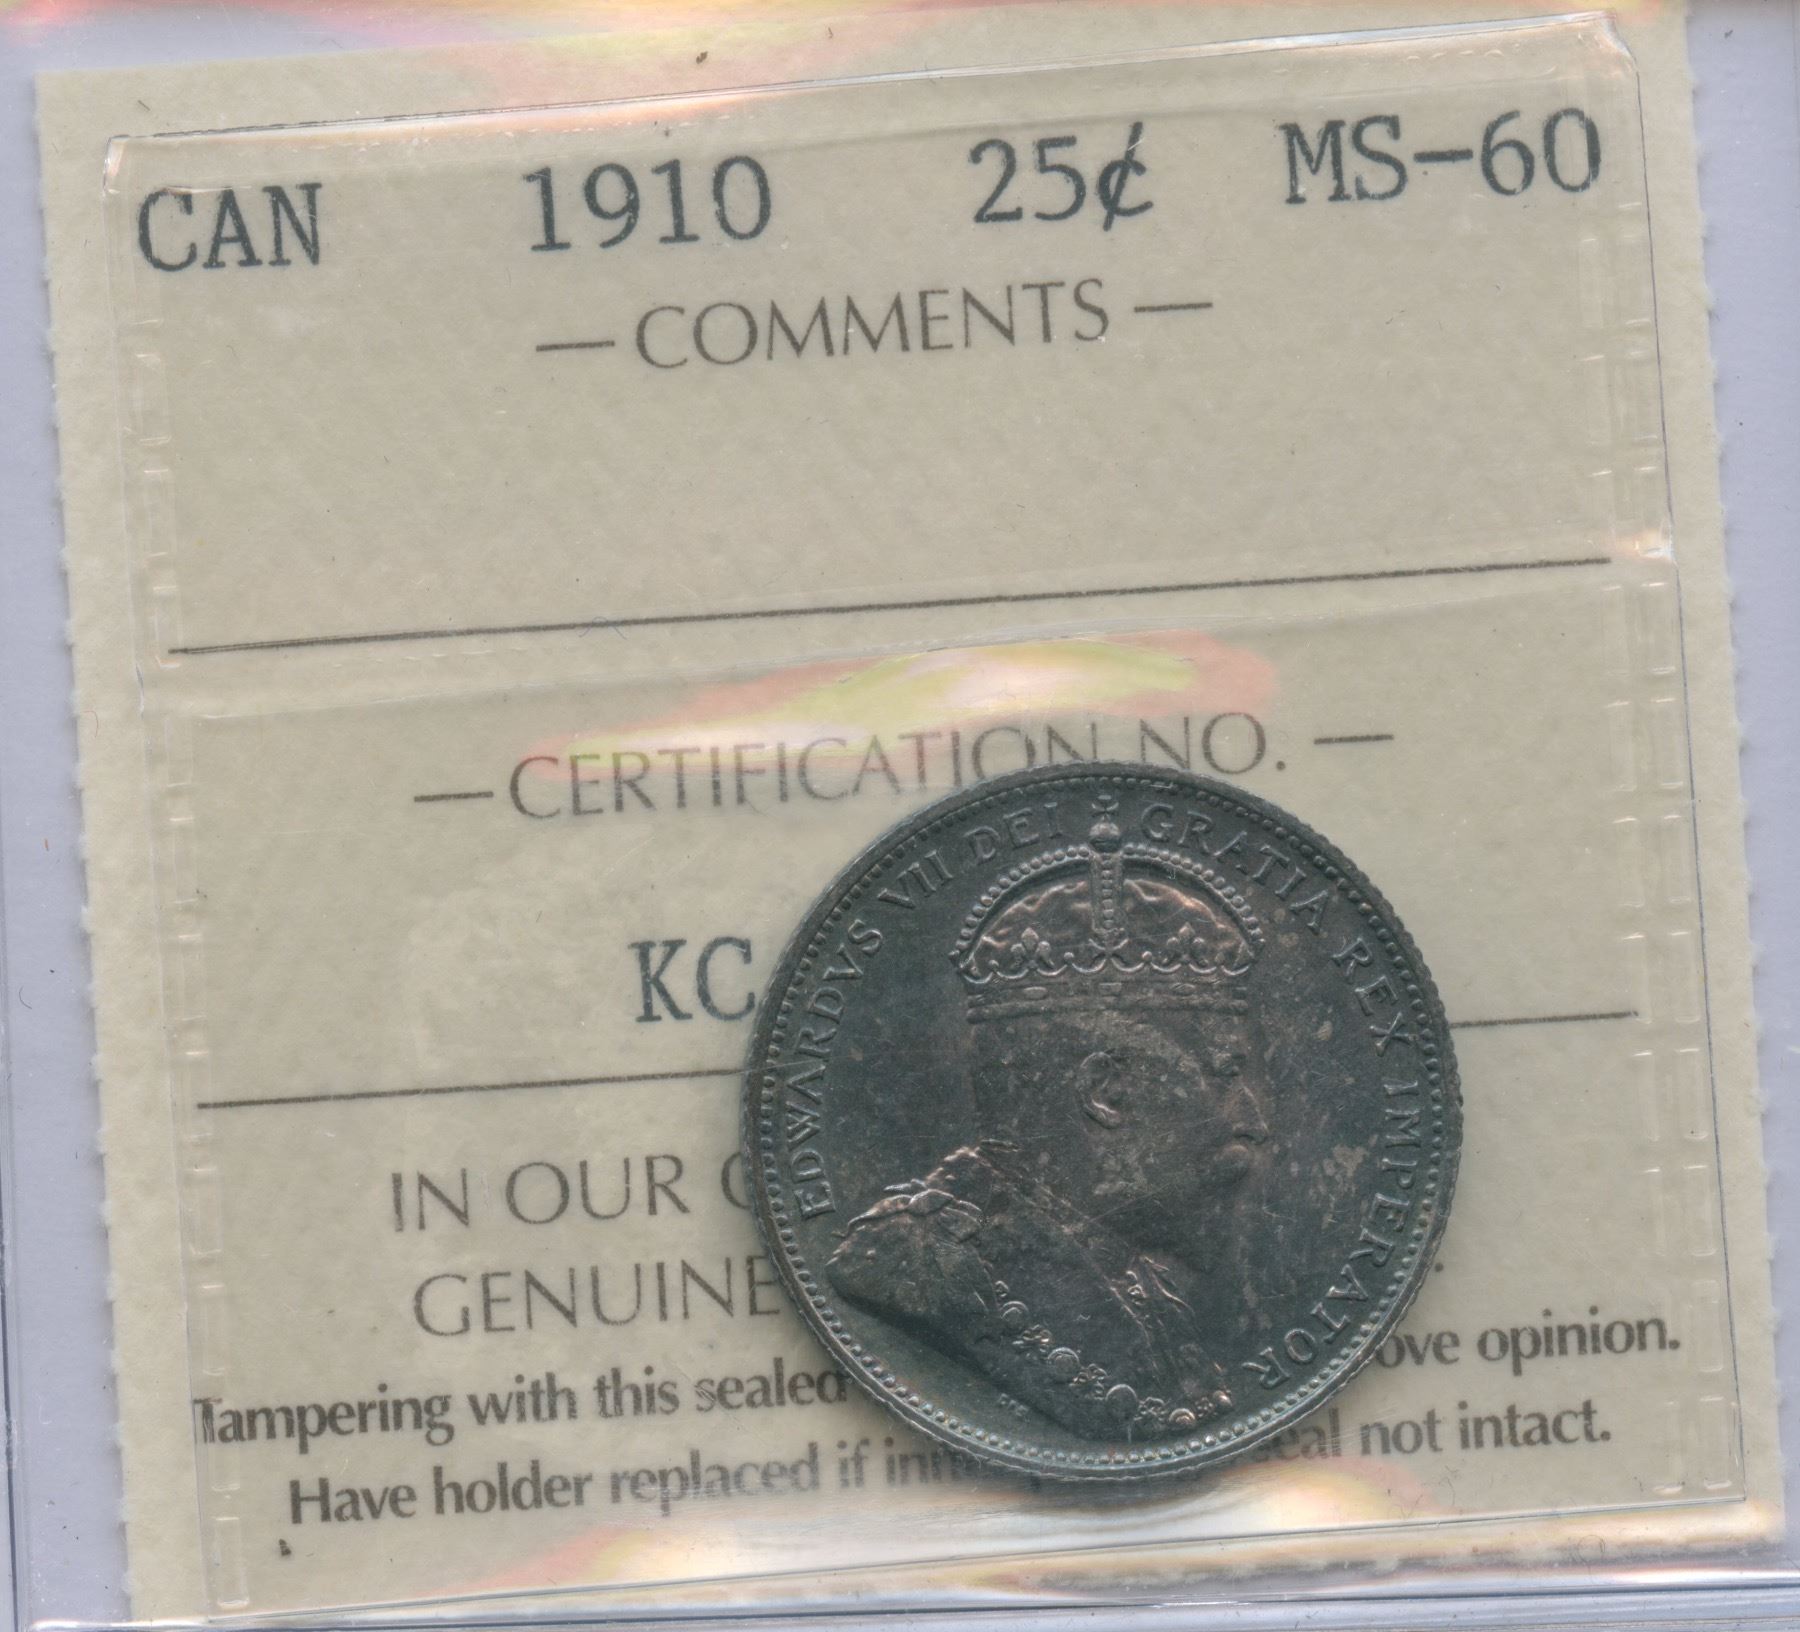 CAN 1910 25¢ MS-60
— COMMENTS —
— CERTIFICATION NO. —
KC
EDWARDVS VII DEI GRATIA REX IMPERATOR
IN OUR
GENUINE
Tampering with this sealed ove opinion.
Have holder replaced if eal not intact.